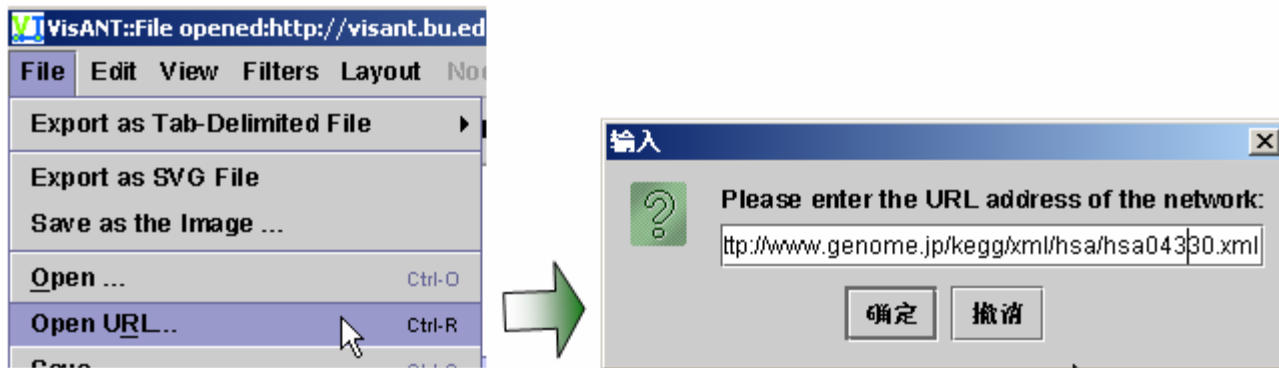 VisANT::File opened:http://visant.bu.ed
File Edit View Filters Layout
Export as Tab-Delimited File
Export as SVG File
Save as the Image ...
Open ... Ctrl-O
Open URL... Ctrl-R
输入
Please enter the URL address of the network:
ttp://www.genome.jp/kegg/xml/hsa/hsa04330.xml
确定 撤消